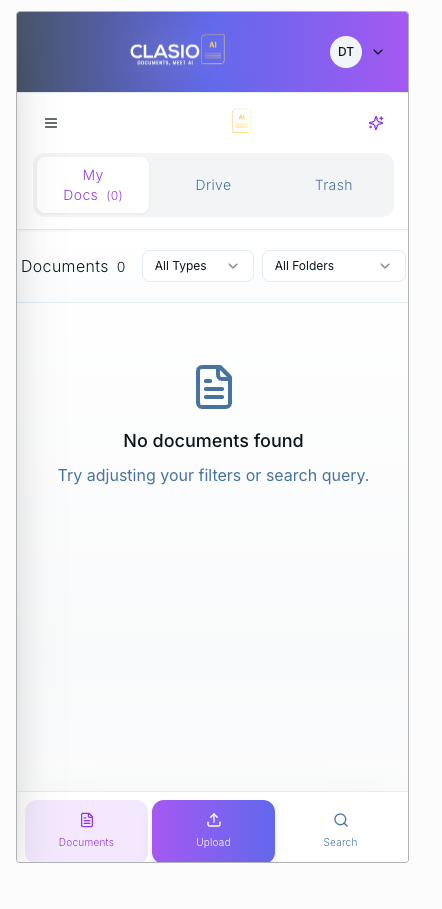 CLASIO
AI
DOCUMENTS, MEET AI
DT
My
Docs (0)
Drive
Trash
Documents 0
All Types
All Folders
No documents found
Try adjusting your filters or search query.
Documents
Upload
Search